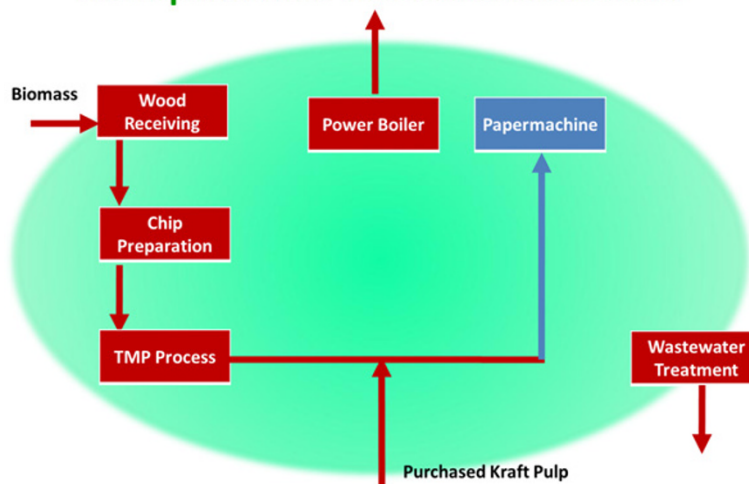 Biomass
Wood
Receiving
Power Boiler
Papermachine
Chip
Preparation
TMP Process
Wastewater
Treatment
Purchased Kraft Pulp